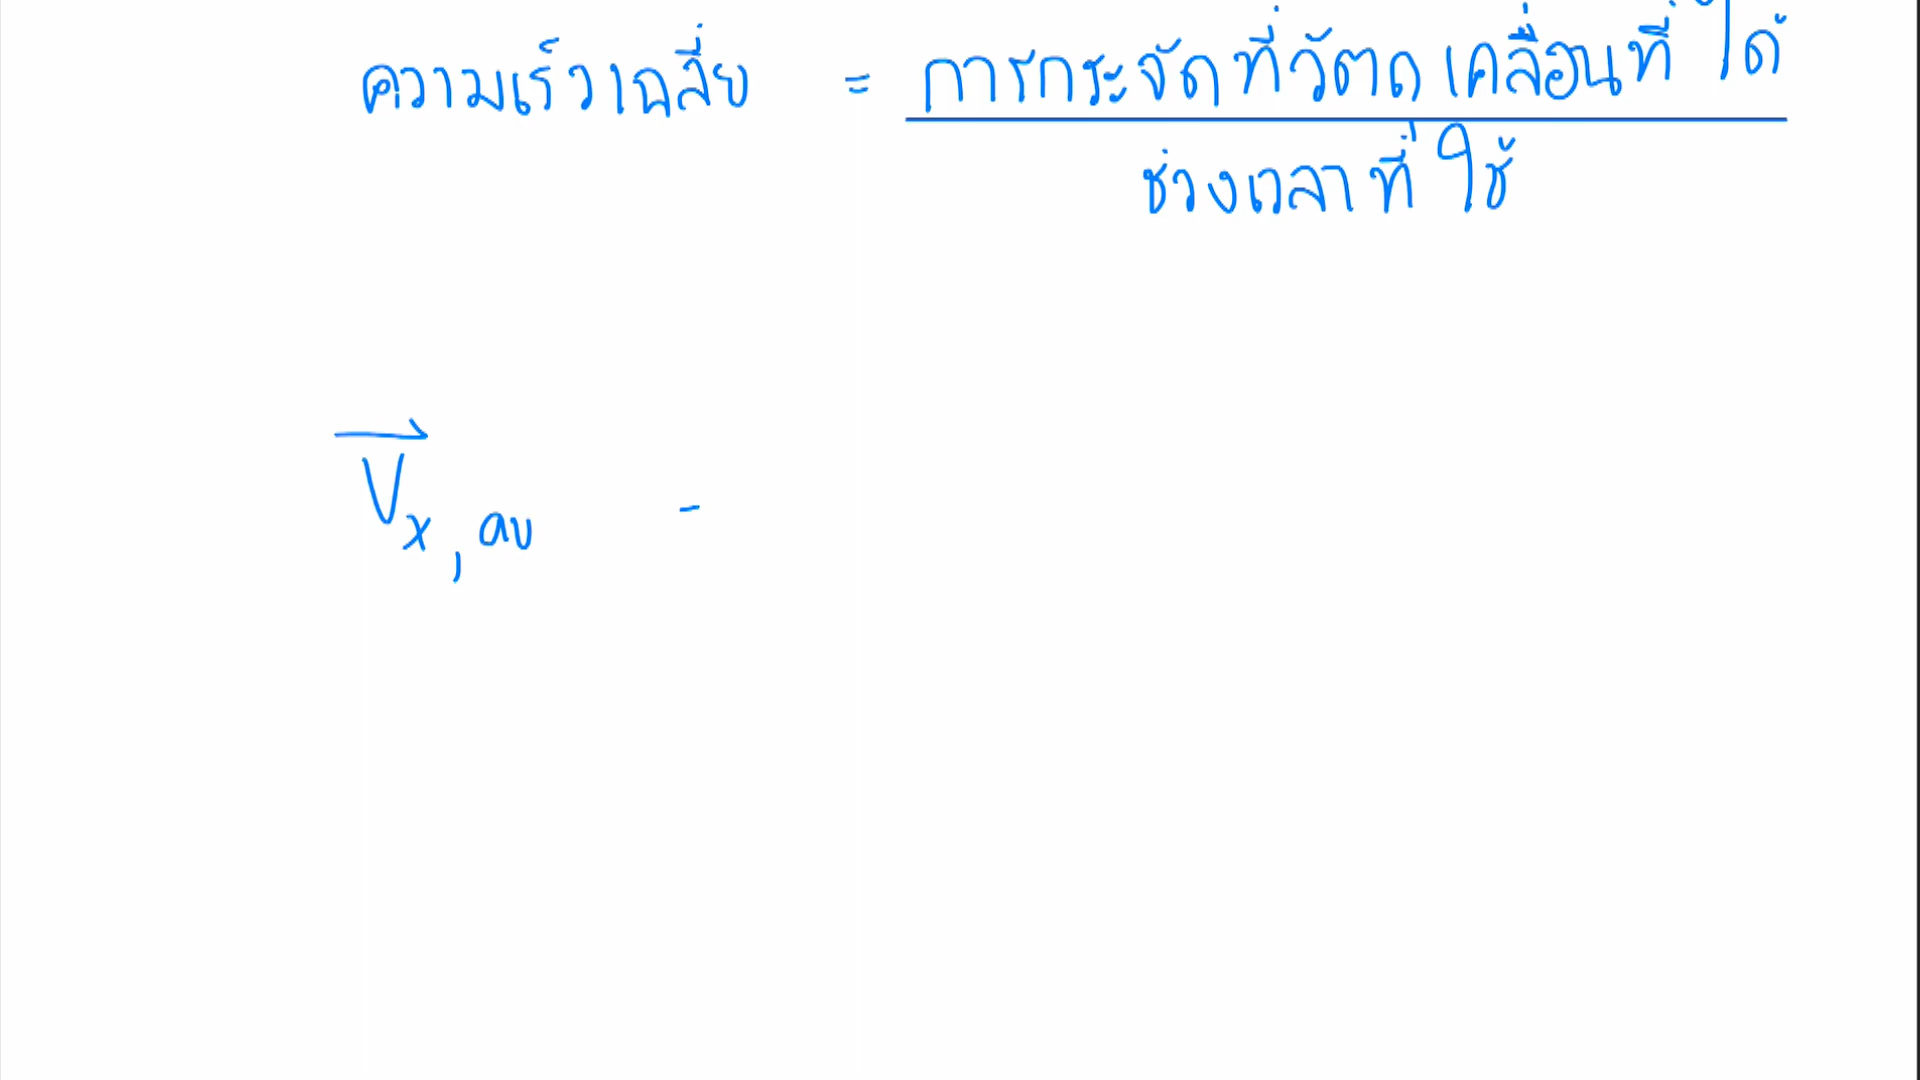 ความเร็วเฉลี่ย = การกระจัดที่วัตถุเคลื่อนที่ได้
ช่วงเวลาที่ใช้
V⃗x, av -